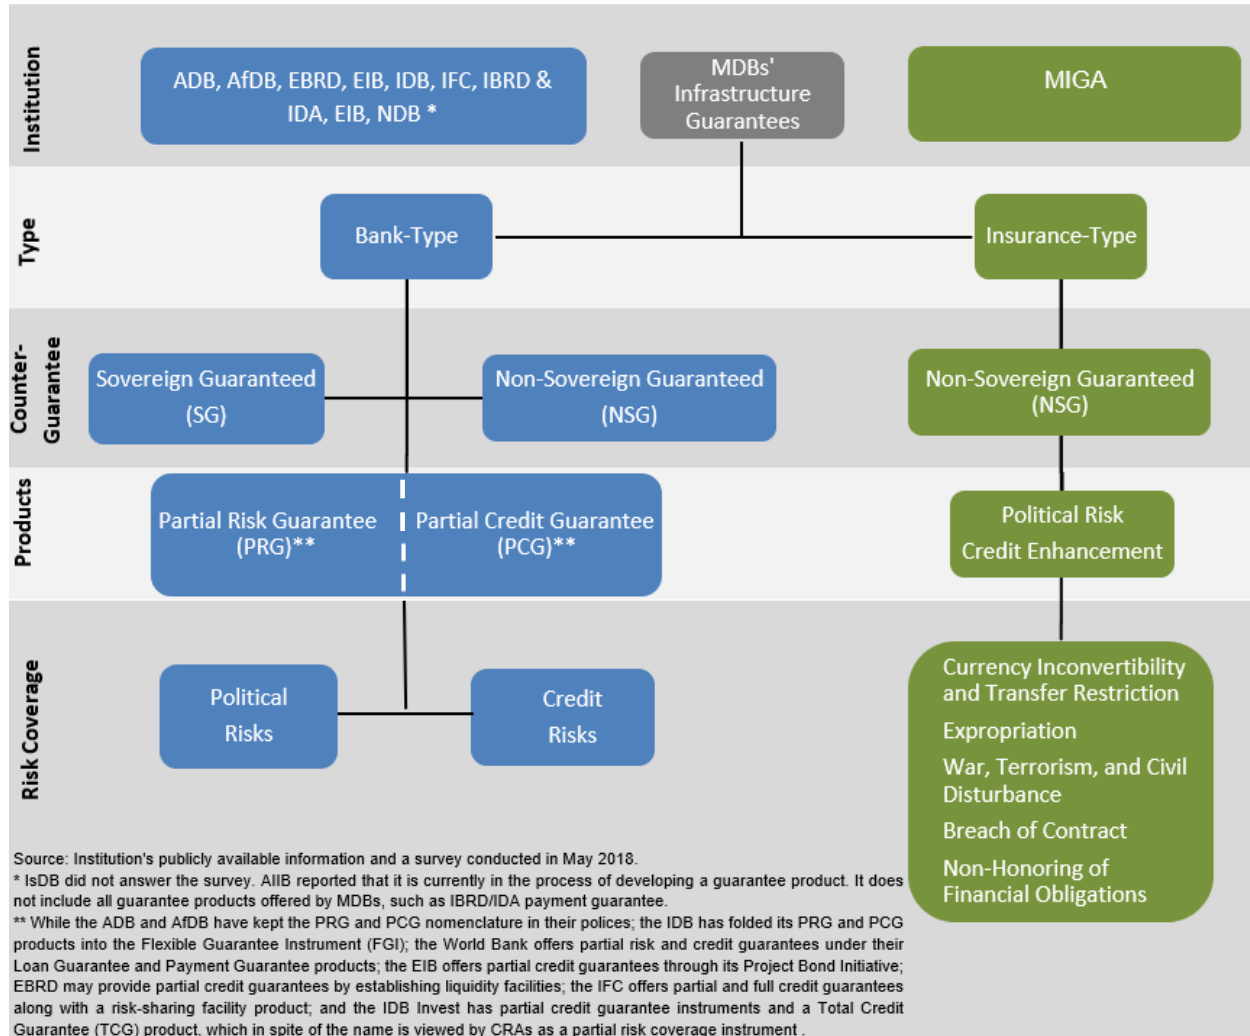 Institution
ADB, AfDB, EBRD, EIB, IDB, IFC, IBRD &
IDA, EIB, NDB *
MDBs'
Infrastructure
Guarantees
MIGA
Type
Bank-Type
Insurance-Type
Counter-
Guarantee
Sovereign Guaranteed
(SG)
Non-Sovereign Guaranteed
(NSG)
Non-Sovereign Guaranteed
(NSG)
Products
Partial Risk Guarantee
(PRG)**
Partial Credit Guarantee
(PCG)**
Political Risk
Credit Enhancement
Risk Coverage
Political
Risks
Credit
Risks
Currency Inconvertibility
and Transfer Restriction
Expropriation
War, Terrorism, and Civil
Disturbance
Breach of Contract
Non-Honoring of
Financial Obligations
Source: Institution's publicly available information and a survey conducted in May 2018.
* IsDB did not answer the survey. AIIB reported that it is currently in the process of developing a guarantee product. It does
not include all guarantee products offered by MDBs, such as IBRD/IDA payment guarantee.
** While the ADB and AfDB have kept the PRG and PCG nomenclature in their polices; the IDB has folded its PRG and PCG
products into the Flexible Guarantee Instrument (FGI); the World Bank offers partial risk and credit guarantees under their
Loan Guarantee and Payment Guarantee products; the EIB offers partial credit guarantees through its Project Bond Initiative;
EBRD may provide partial credit guarantees by establishing liquidity facilities; the IFC offers partial and full credit guarantees
along with a risk-sharing facility product; and the IDB Invest has partial credit guarantee instruments and a Total Credit
Guarantee (TCG) product, which in spite of the name is viewed by CRAs as a partial risk coverage instrument .